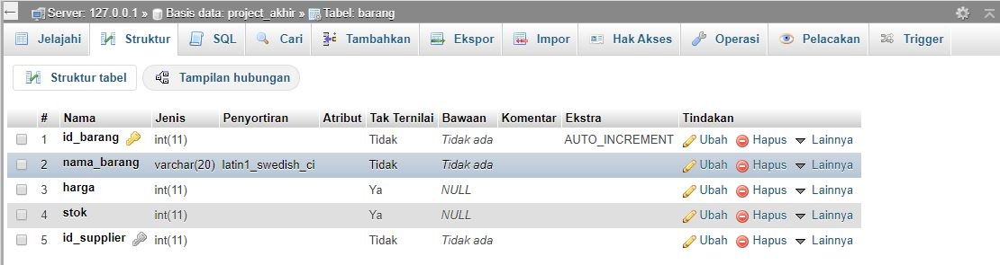 Server: 127.0.0.1 » Basis data: project_akhir » Tabel: barang
Jelajahi Struktur SQL Cari Tambahkan Ekspor Impor Hak Akses Operasi Pelacakan Trigger
Struktur tabel Tampilan hubungan
# Nama Jenis Penyortiran Atribut Tak Ternilai Bawaan Komentar Ekstra Tindakan
1 id_barang int(11) Tidak Tidak ada AUTO_INCREMENT Ubah Hapus Lainnya
2 nama_barang varchar(20) latin1_swedish_ci Tidak Tidak ada Ubah Hapus Lainnya
3 harga int(11) Ya NULL Ubah Hapus Lainnya
4 stok int(11) Ya NULL Ubah Hapus Lainnya
5 id_supplier int(11) Tidak Tidak ada Ubah Hapus Lainnya